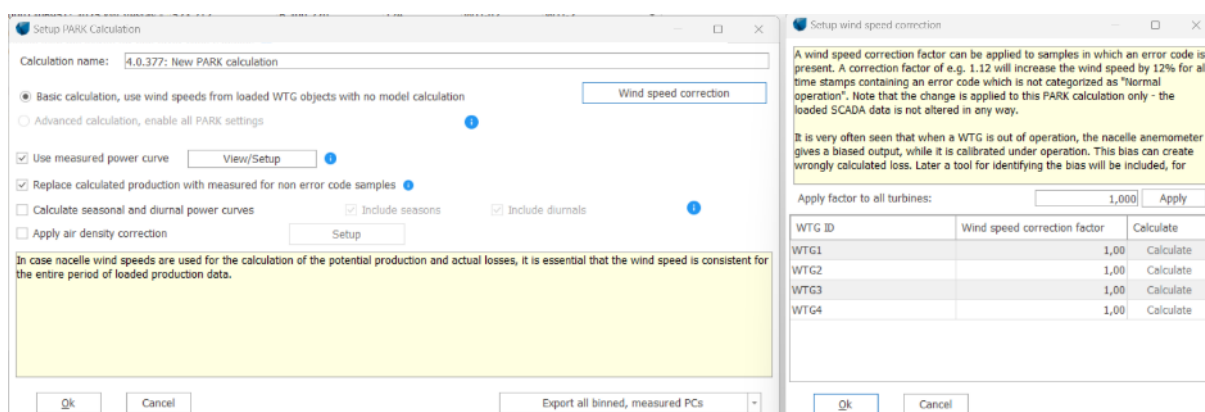 Setup PARK Calculation
Calculation name: 4.0.377: New PARK calculation
Basic calculation, use wind speeds from loaded WTG objects with no model calculation
Wind speed correction
Advanced calculation, enable all PARK settings
Use measured power curve View/Setup
Replace calculated production with measured for non error code samples
Calculate seasonal and diurnal power curves Include seasons Include diurnals
Apply air density correction Setup
In case nacelle wind speeds are used for the calculation of the potential production and actual losses, it is essential that the wind speed is consistent for
the entire period of loaded production data.
Ok Cancel Export all binned, measured PCs
Setup wind speed correction
A wind speed correction factor can be applied to samples in which an error code is
present. A correction factor of e.g. 1.12 will increase the wind speed by 12% for all
time stamps containing an error code which is not categorized as "Normal
operation". Note that the change is applied to this PARK calculation only - the
loaded SCADA data is not altered in any way.
It is very often seen that when a WTG is out of operation, the nacelle anemometer
gives a biased output, while it is calibrated under operation. This bias can create
wrongly calculated loss. Later a tool for identifying the bias will be included, for
Apply factor to all turbines: 1,000 Apply
WTG ID Wind speed correction factor Calculate
WTG1 1,00 Calculate
WTG2 1,00 Calculate
WTG3 1,00 Calculate
WTG4 1,00 Calculate
Ok Cancel